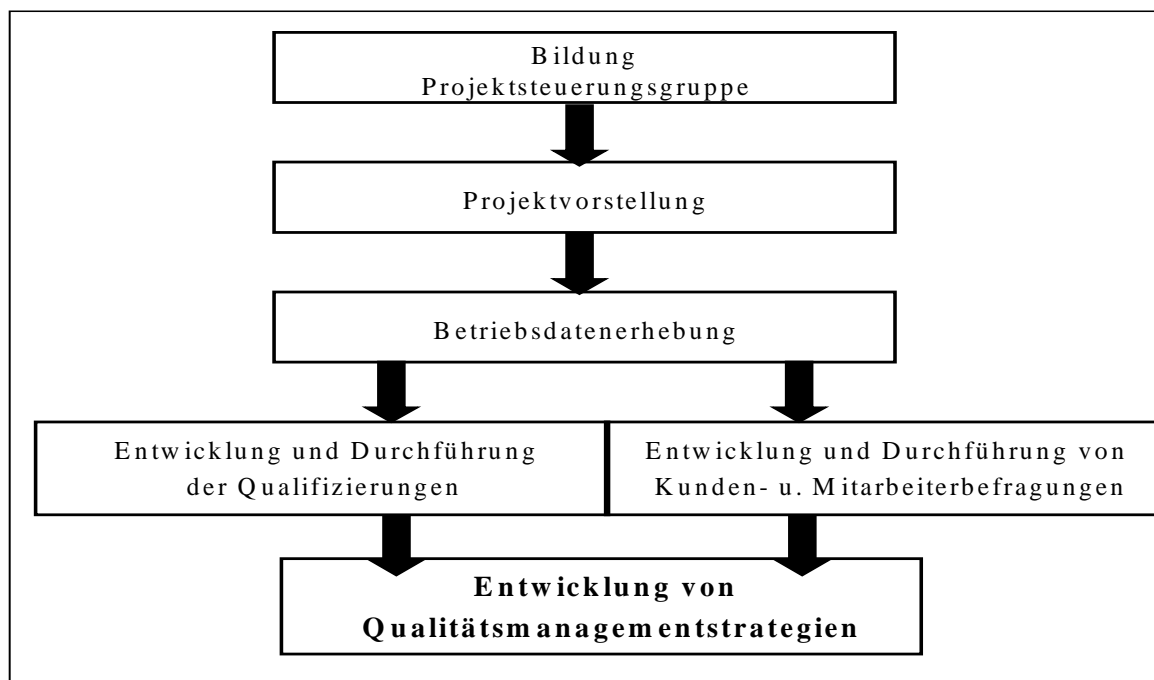 Bildung
Projektsteuerungsgruppe
Projektvorstellung
Betriebsdatenerhebung
Entwicklung und Durchführung
der Qualifizierungen
Entwicklung und Durchführung von
Kunden- u. Mitarbeiterbefragungen
Entwicklung von
Qualitätsmanagementstrategien